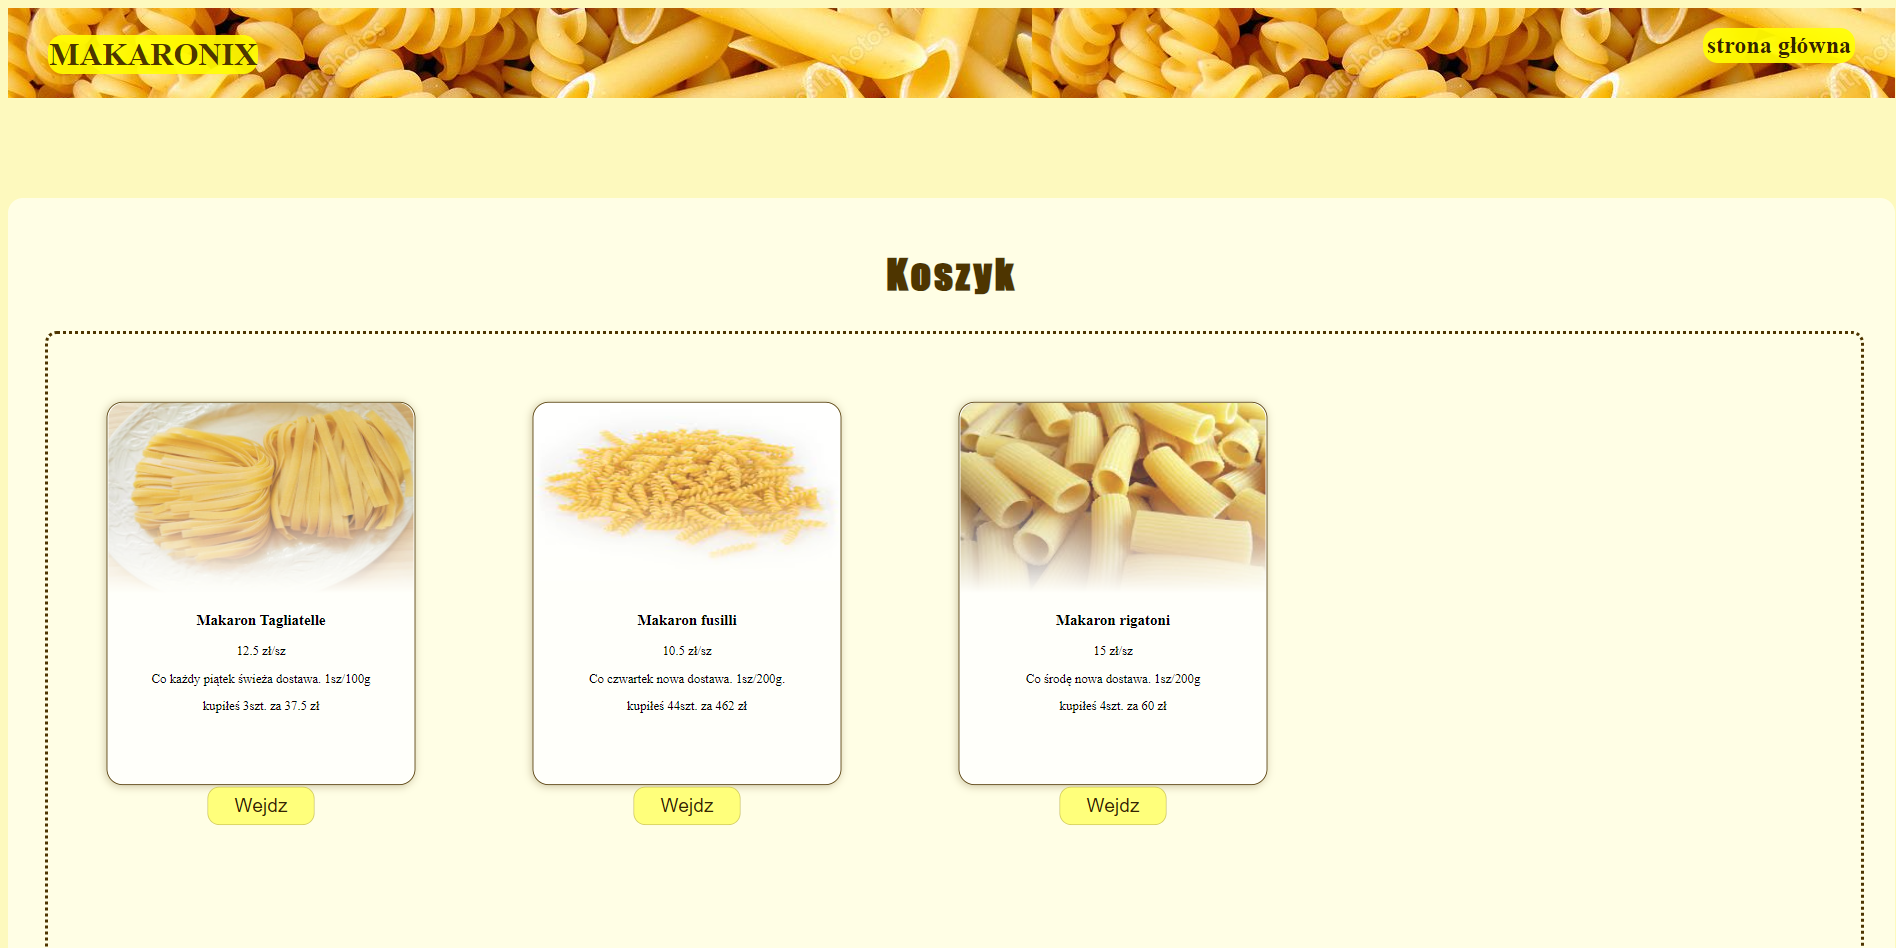 MAKARONIX
strona główna
Koszyk
Makaron Tagliatelle
12.5 zł/sz
Co każdy piątek świeża dostawa. 1sz/100g
kupiłeś 3szt. za 37.5 zł
Wejdz
Makaron fusilli
10.5 zł/sz
Co czwartek nowa dostawa. 1sz/200g.
kupiłeś 44szt. za 462 zł
Wejdz
Makaron rigatoni
15 zł/sz
Co środę nowa dostawa. 1sz/200g
kupiłeś 4szt. za 60 zł
Wejdz